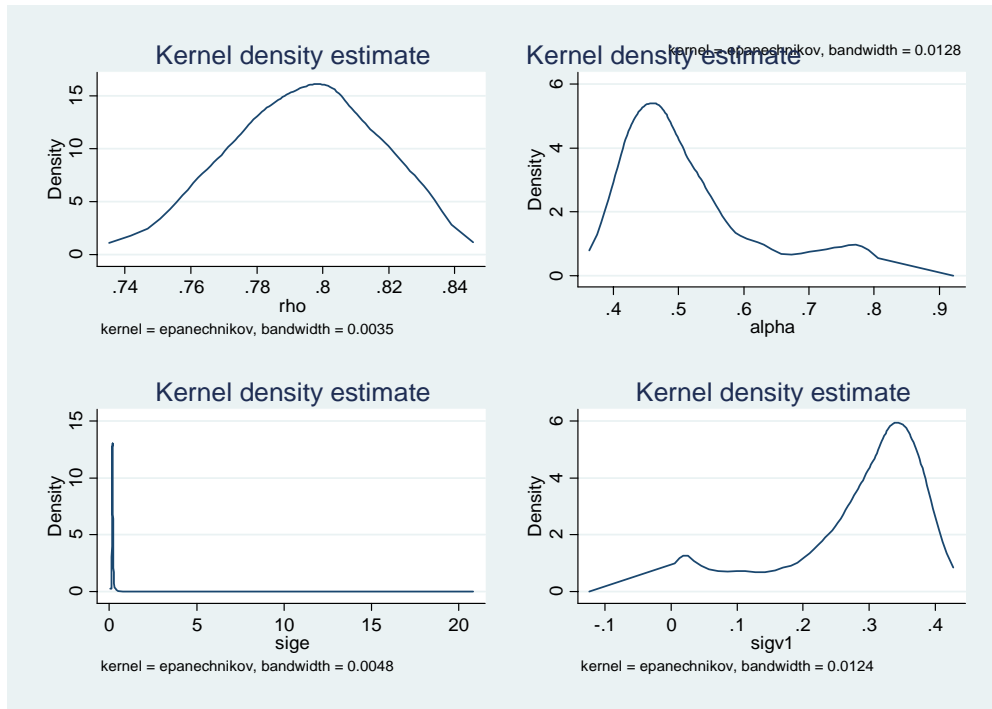 Kernel density estimate
15
10
5
0
Density
.74 .76 .78 .8 .82 .84
rho
kernel = epanechnikov, bandwidth = 0.0035
Kernel density estimate
kernel = epanechnikov, bandwidth = 0.0128
6
4
2
0
Density
.4 .5 .6 .7 .8 .9
alpha
Kernel density estimate
15
10
5
0
Density
0 5 10 15 20
sige
kernel = epanechnikov, bandwidth = 0.0048
Kernel density estimate
6
4
2
0
Density
-.1 0 .1 .2 .3 .4
sigv1
kernel = epanechnikov, bandwidth = 0.0124